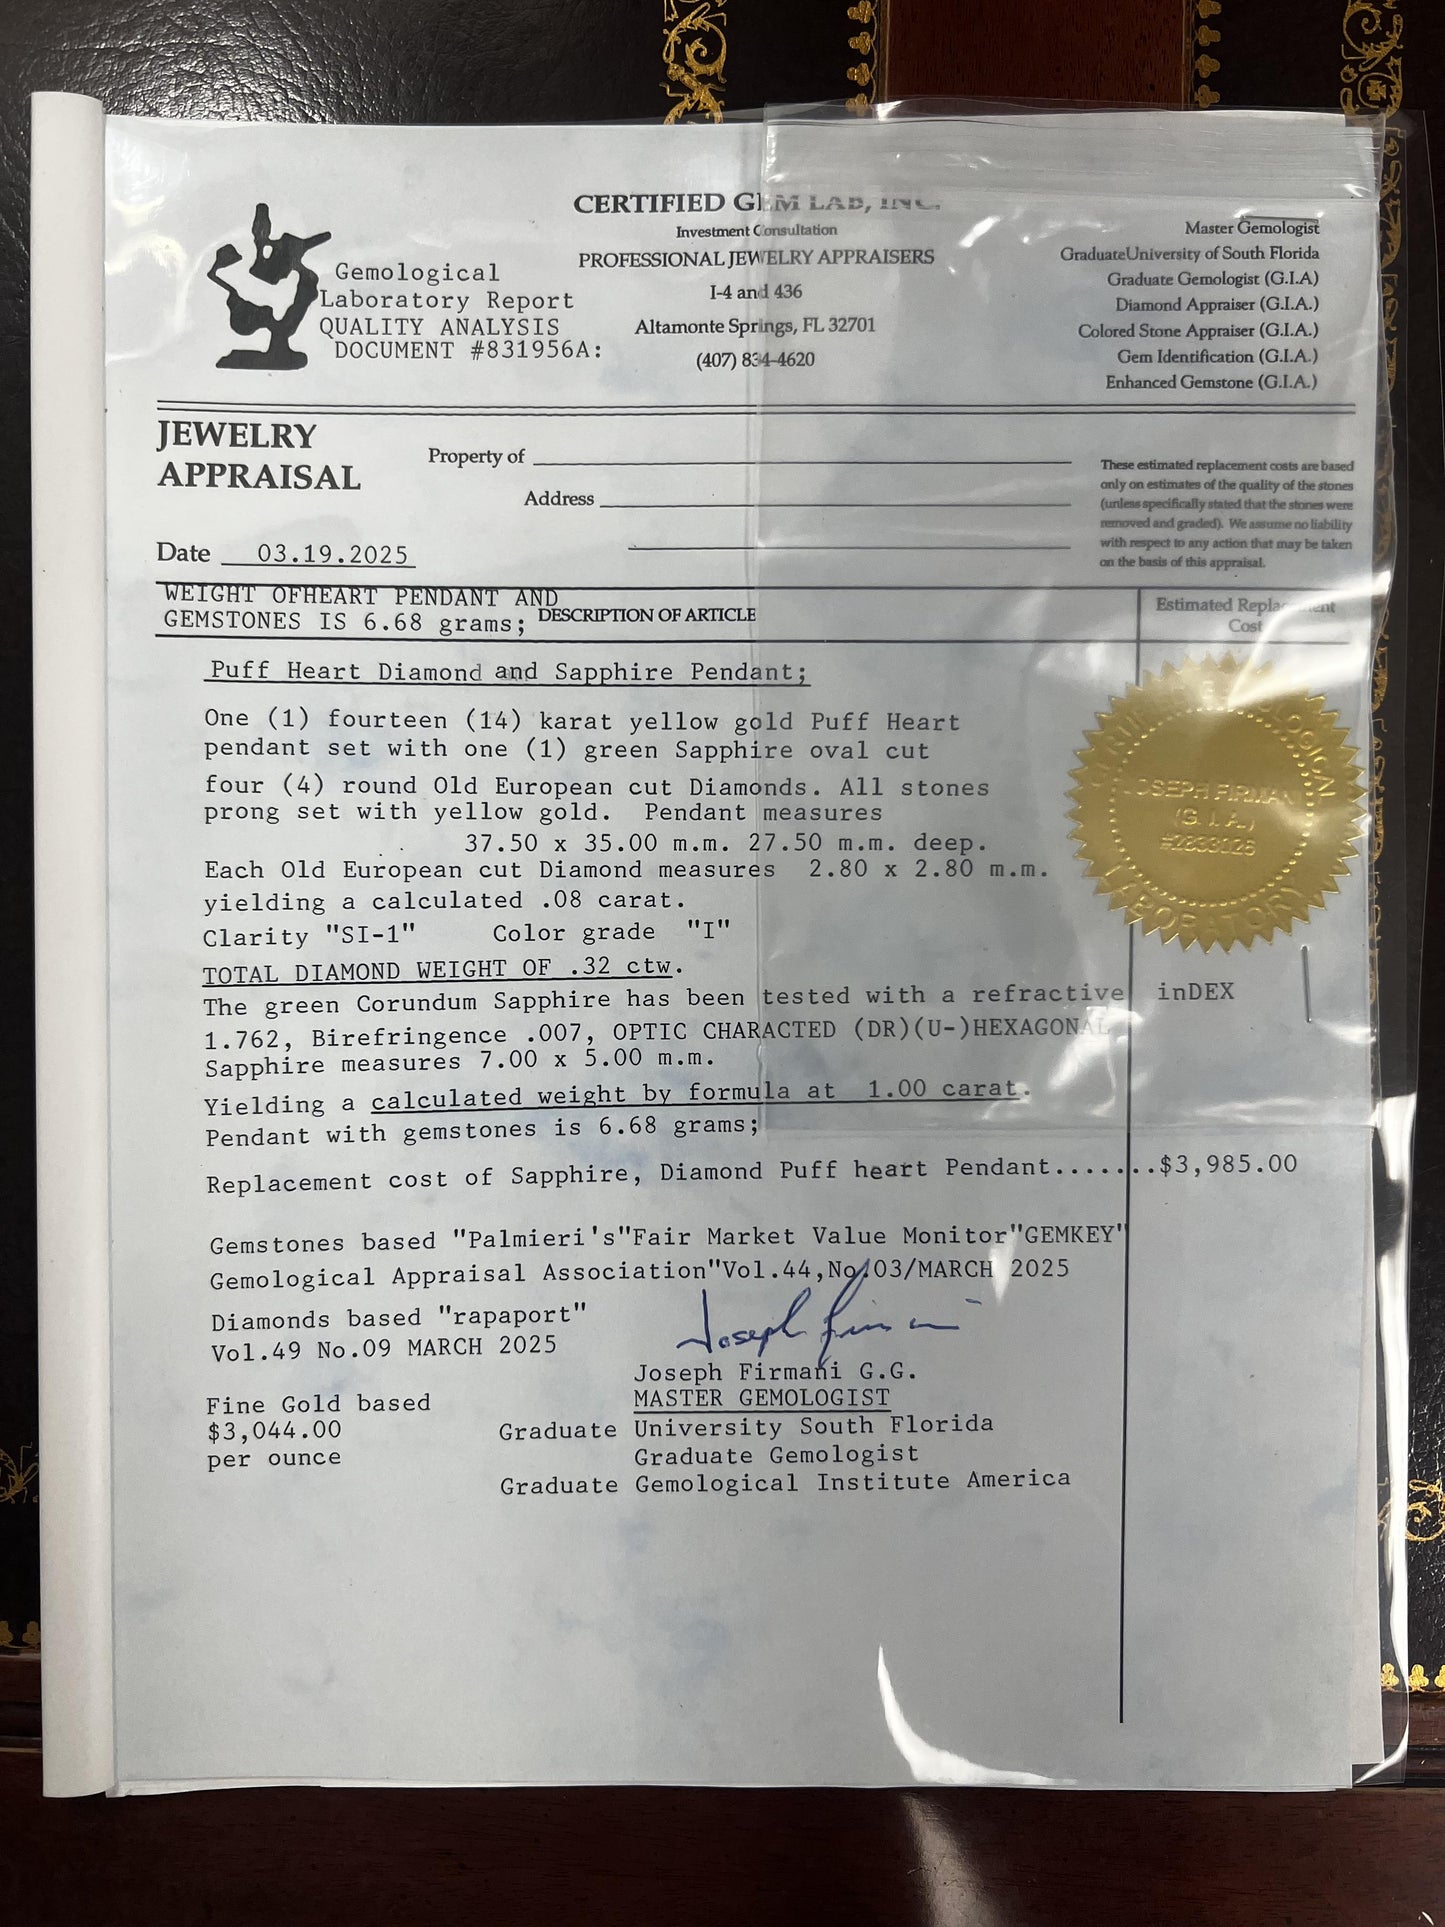 CERTIFIED GEM LAB, INC.
Investment Consultation
PROFESSIONAL JEWELRY APPRAISERS
I-4 and 436
Altamonte Springs, FL 32701
(407) 834-4620
Gemological
Laboratory Report
QUALITY ANALYSIS
DOCUMENT #831956A:
Master Gemologist
GraduateUniversity of South Florida
Graduate Gemologist (G.I.A)
Diamond Appraiser (G.I.A.)
Colored Stone Appraiser (G.I.A.)
Gem Identification (G.I.A.)
Enhanced Gemstone (G.I.A.)
JEWELRY
APPRAISAL
Property of
Address
Date 03.19.2025
These estimated replacement costs are based
only on estimates of the quality of the stones
(unless specifically stated that the stones were
removed and graded). We assume no liability
with respect to any action that may be taken
on the basis of this appraisal.
WEIGHT OFHEART PENDANT AND
GEMSTONES IS 6.68 grams; DESCRIPTION OF ARTICLE
Estimated Replacement
Cost
Puff Heart Diamond and Sapphire Pendant;
One (1) fourteen (14) karat yellow gold Puff Heart
pendant set with one (1) green Sapphire oval cut
four (4) round Old European cut Diamonds. All stones
prong set with yellow gold. Pendant measures
37.50 x 35.00 m.m. 27.50 m.m. deep.
Each Old European cut Diamond measures 2.80 x 2.80 m.m.
yielding a calculated .08 carat.
Clarity "SI-1" Color grade "I"
TOTAL DIAMOND WEIGHT OF .32 ctw.
The green Corundum Sapphire has been tested with a refractive inDEX
1.762, Birefringence .007, OPTIC CHARACTED (DR)(U-)HEXAGONAL
Sapphire measures 7.00 x 5.00 m.m.
Yielding a calculated weight by formula at 1.00 carat.
Pendant with gemstones is 6.68 grams;
Replacement cost of Sapphire, Diamond Puff heart Pendant.......$3,985.00
Gemstones based "Palmieri's"Fair Market Value Monitor"GEMKEY"
Gemological Appraisal Association"Vol.44,No.03/MARCH 2025
Diamonds based "rapaport"
Vol.49 No.09 MARCH 2025
Joseph Firmani
Joseph Firmani G.G.
MASTER GEMOLOGIST
Graduate University South Florida
Graduate Gemologist
Graduate Gemological Institute America
Fine Gold based
$3,044.00
per ounce
JOSEPH FIRMANI
(G.I.A.)
LABORATORY